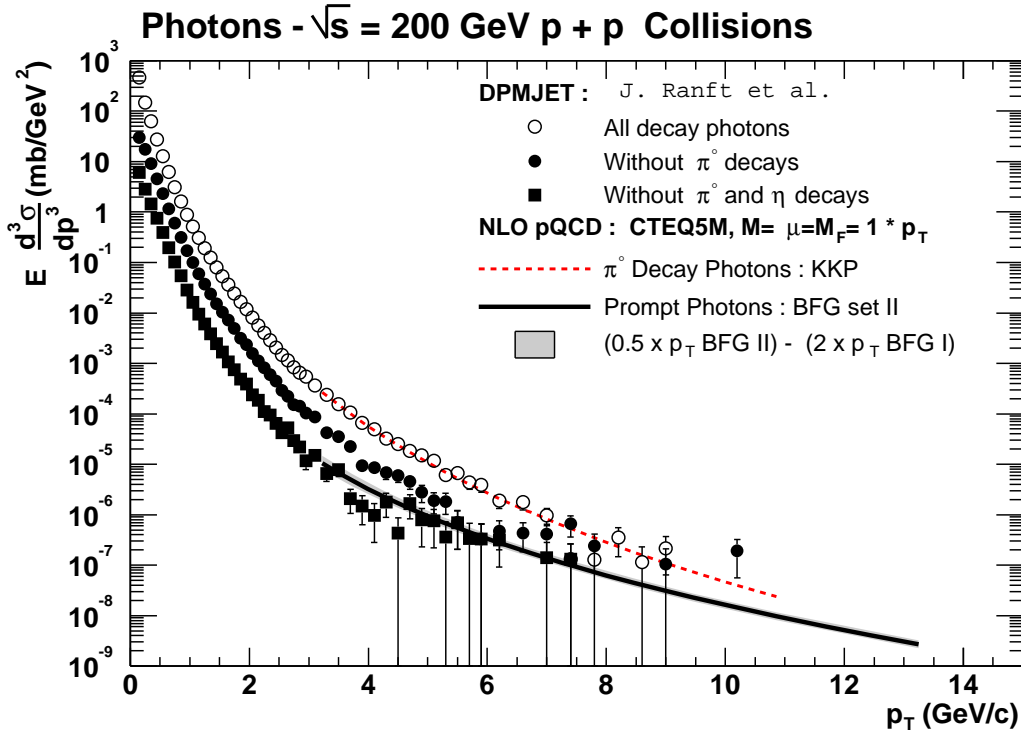 Photons - √s = 200 GeV p + p Collisions
E d³σ/dp³ (mb/GeV²)
10³
10²
10
1
10⁻¹
10⁻²
10⁻³
10⁻⁴
10⁻⁵
10⁻⁶
10⁻⁷
10⁻⁸
10⁻⁹
DPMJET : J. Ranft et al.
All decay photons
Without π° decays
Without π° and η decays
NLO pQCD : CTEQ5M, M= μ=M_F= 1 * p_T
π° Decay Photons : KKP
Prompt Photons : BFG set II
(0.5 x p_T BFG II) - (2 x p_T BFG I)
0 2 4 6 8 10 12 14
p_T (GeV/c)